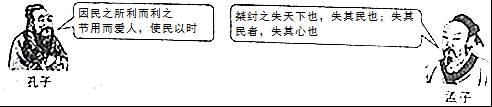 因民之所利而利之
节用而爱人，使民以时
孔子
桀纣之失天下也，失其民也；失其
民者，失其心也
孟子